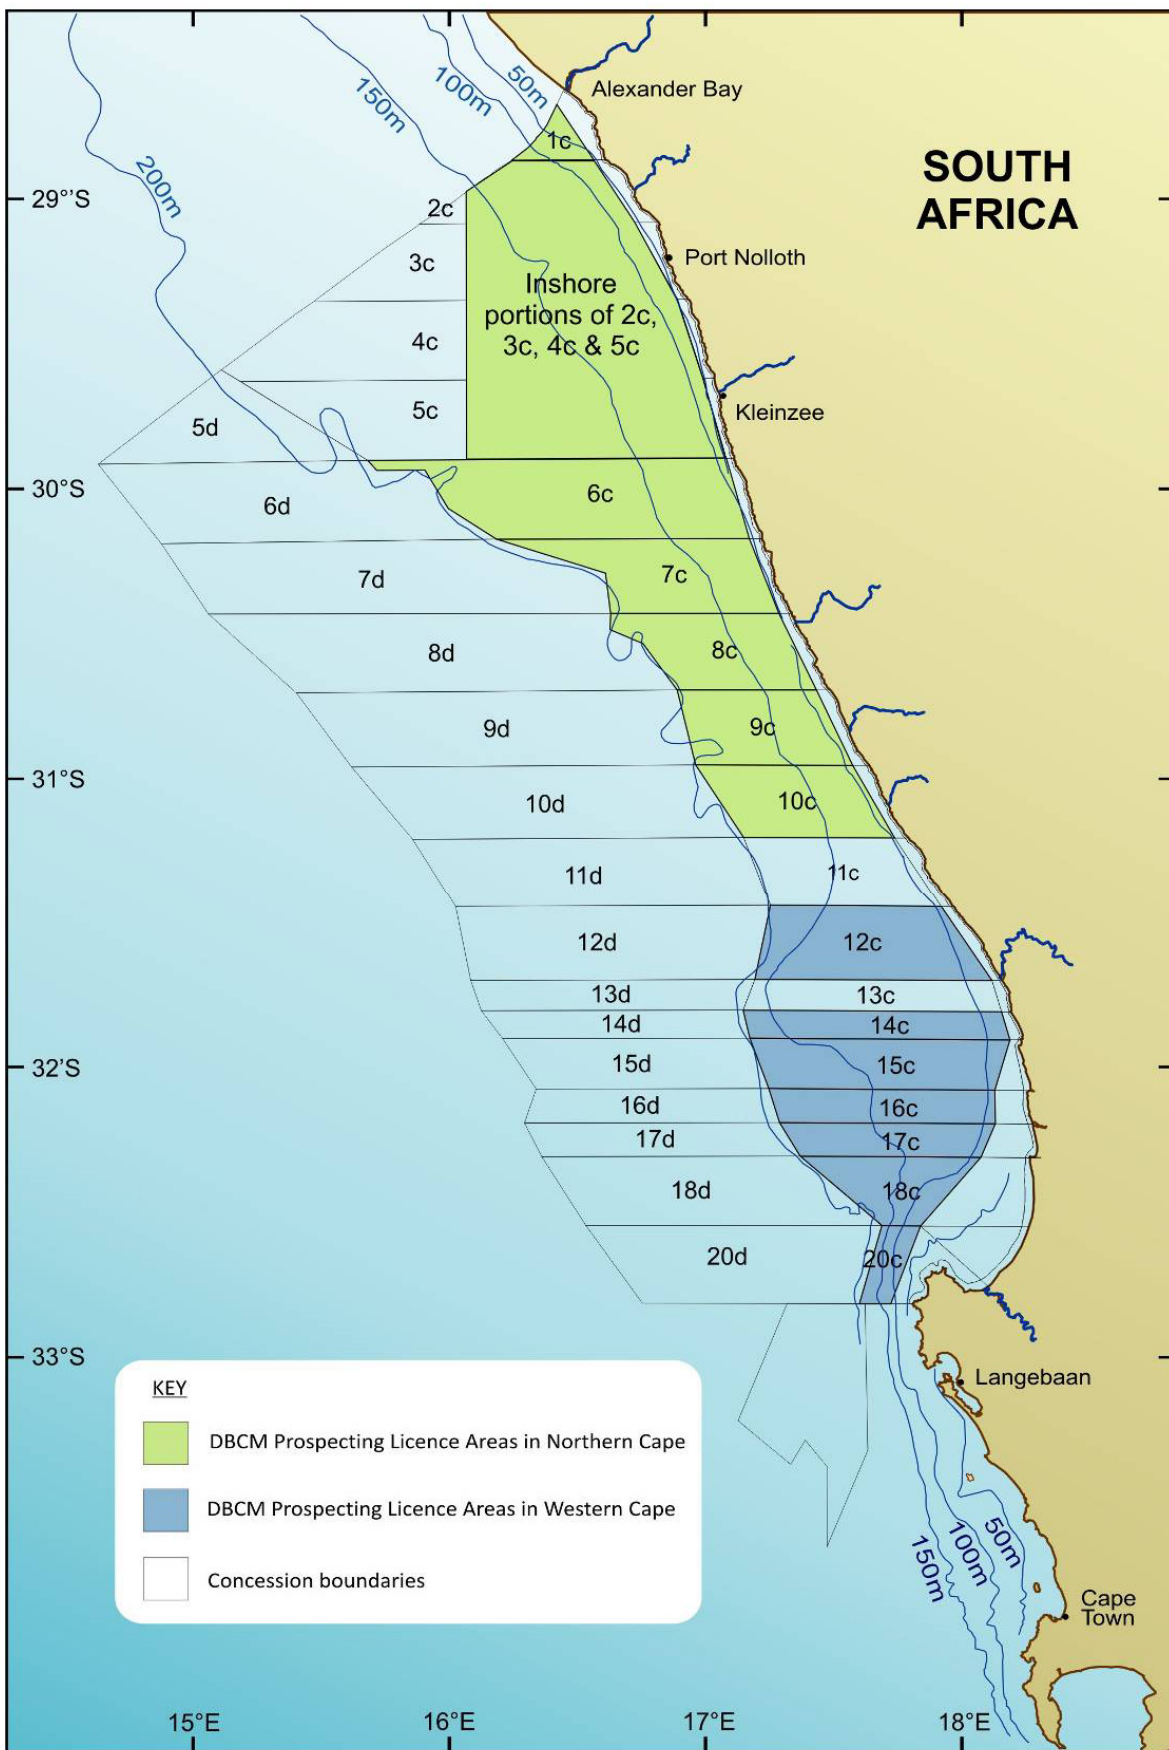 50m
100m
150m
200m
Alexander Bay
1c
SOUTH
AFRICA
29°'S
2c
Port Nolloth
3c
Inshore
portions of 2c,
3c, 4c & 5c
4c
5c
Kleinzee
5d
30°S
6d
6c
7d
7c
8d
8c
9d
9c
31°S
10d
10c
11d
11c
12d
12c
13d
13c
14d
14c
32°S
15d
15c
16d
16c
17d
17c
18d
18c
20d
20c
33°S
Langebaan
KEY
DBCM Prospecting Licence Areas in Northern Cape
DBCM Prospecting Licence Areas in Western Cape
Concession boundaries
50m
100m
150m
Cape
Town
15°E
16°E
17°E
18°E